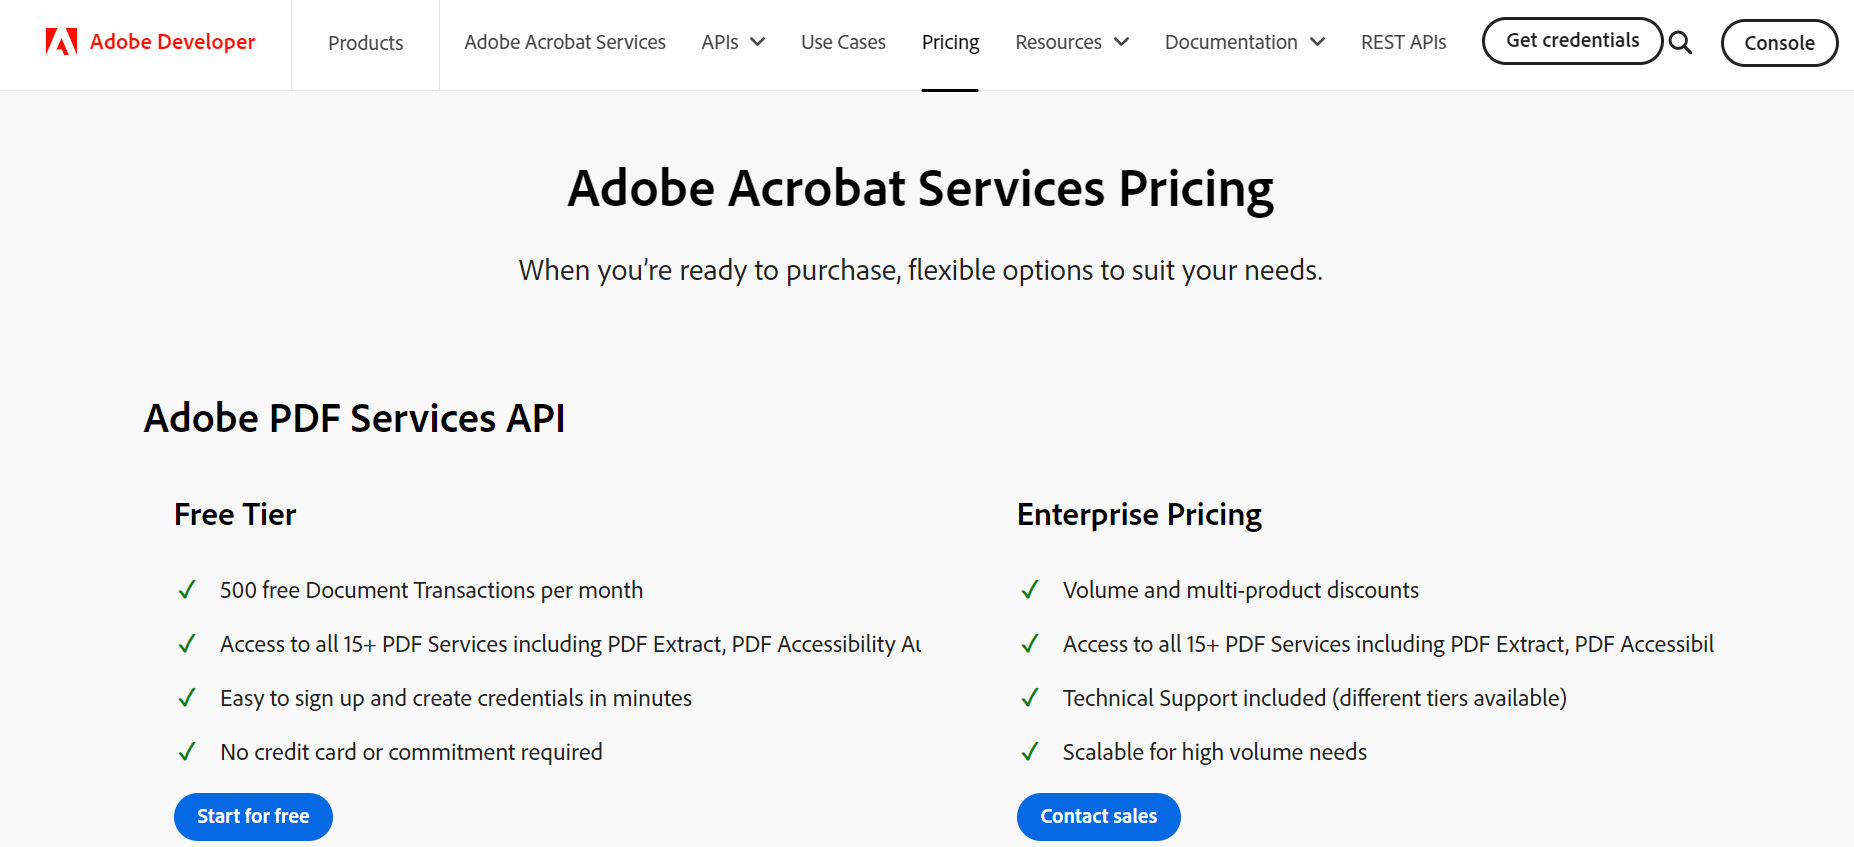 Adobe Developer
Products
Adobe Acrobat Services
APIs
Use Cases
Pricing
Resources
Documentation
REST APIs
Get credentials
Console
Adobe Acrobat Services Pricing
When you’re ready to purchase, flexible options to suit your needs.
Adobe PDF Services API
Free Tier
500 free Document Transactions per month
Access to all 15+ PDF Services including PDF Extract, PDF Accessibility
Easy to sign up and create credentials in minutes
No credit card or commitment required
Start for free
Enterprise Pricing
Volume and multi-product discounts
Access to all 15+ PDF Services including PDF Extract, PDF Accessibil
Technical Support included (different tiers available)
Scalable for high volume needs
Contact sales